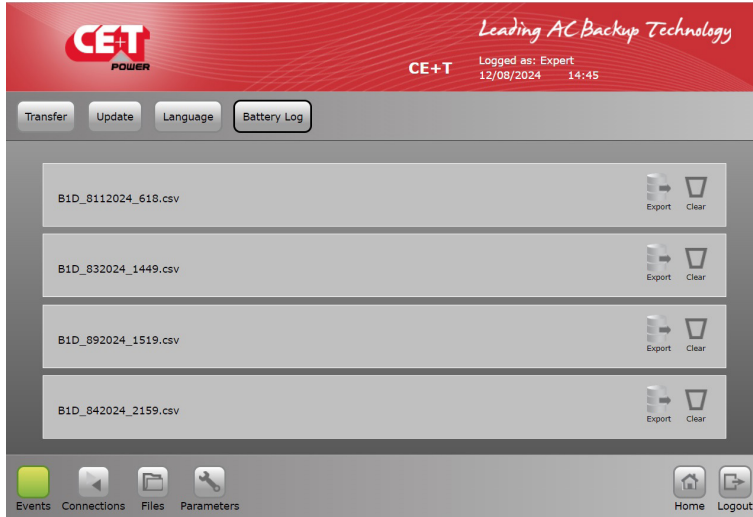 CE+T
POWER
Leading AC Backup Technology
CE+T
Logged as: Expert
12/08/2024 14:45
Transfer Update Language Battery Log
B1D_8112024_618.csv
Export Clear
B1D_832024_1449.csv
Export Clear
B1D_892024_1519.csv
Export Clear
B1D_842024_2159.csv
Export Clear
Events Connections Files Parameters Home Logout